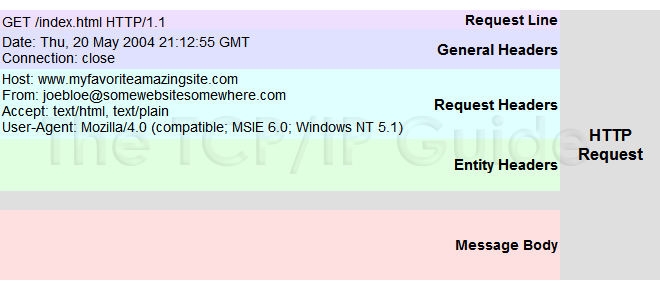 GET /index.html HTTP/1.1 Request Line
Date: Thu, 20 May 2004 21:12:55 GMT
Connection: close
General Headers
Host: www.myfavoriteamazingsite.com
From: joebloe@somewebsitesomewhere.com
Accept: text/html, text/plain
User-Agent: Mozilla/4.0 (compatible; MSIE 6.0; Windows NT 5.1)
Request Headers
Entity Headers
Message Body
HTTP
Request
The TCP/IP Guide